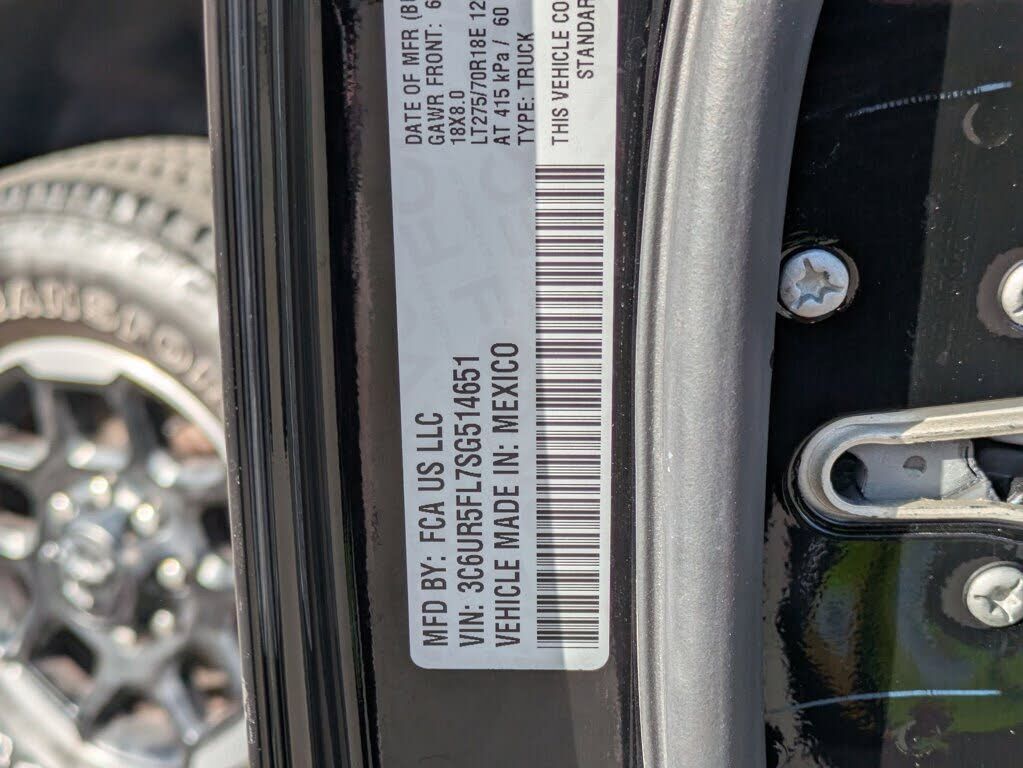 MFD BY: FCA US LLC
VIN: 3C6UR5FL7SG514651
VEHICLE MADE IN: MEXICO
DATE OF MFR
GAWR FRONT:
18X8.0
LT275/70R18E
AT 415 kPa / 60
TYPE: TRUCK
THIS VEHICLE
STANDAR